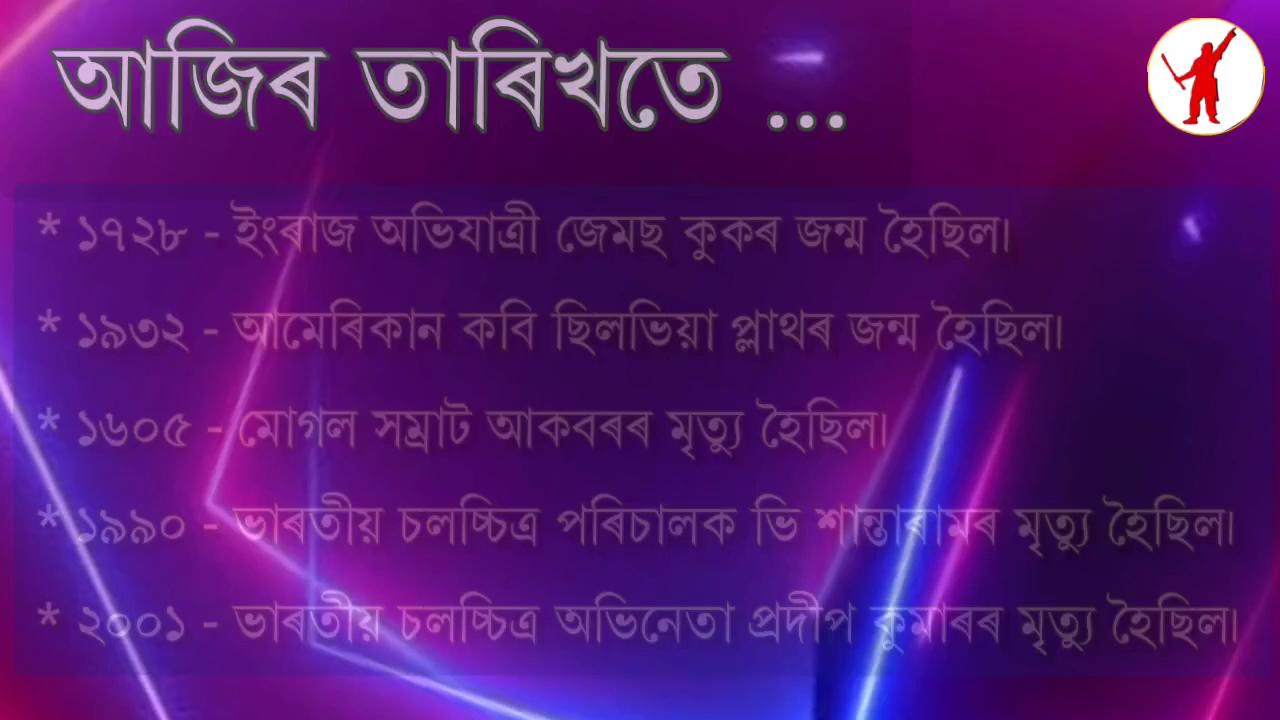 আজিৰ তাৰিখতে ...
* ১৭২৮ - ইংৰাজ অভিযাত্ৰী জেমছ কুকৰ জন্ম হৈছিল।
* ১৯৩২ - আমেৰিকান কবি ছিলভিয়া প্লাথৰ জন্ম হৈছিল।
* ১৬০৫ - মোগল সম্ৰাট আকবৰৰ মৃত্যু হৈছিল।
* ১৯৯০ - ভাৰতীয় চলচ্চিত্ৰ পৰিচালক ভি শান্তাৰামৰ মৃত্যু হৈছিল।
* ২০০১ - ভাৰতীয় চলচ্চিত্ৰ অভিনেতা প্ৰদীপ কুমাৰৰ মৃত্যু হৈছিল।